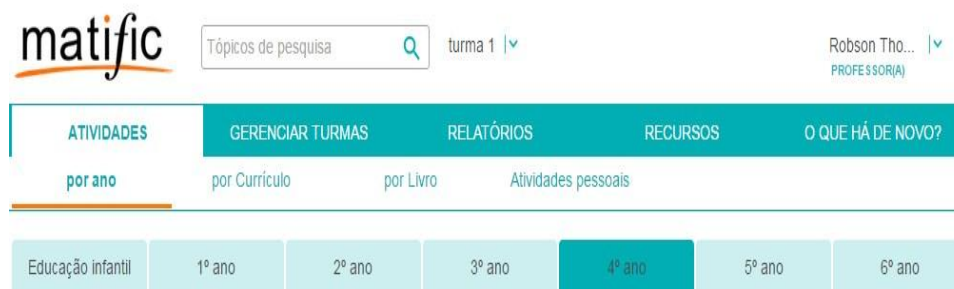 matific Tópicos de pesquisa turma 1 Robson Tho...
PROFESSOR(A)
ATIVIDADES GERENCIAR TURMAS RELATÓRIOS RECURSOS O QUE HÁ DE NOVO?
por ano por Currículo por Livro Atividades pessoais
Educação infantil 1º ano 2º ano 3º ano 4º ano 5º ano 6º ano